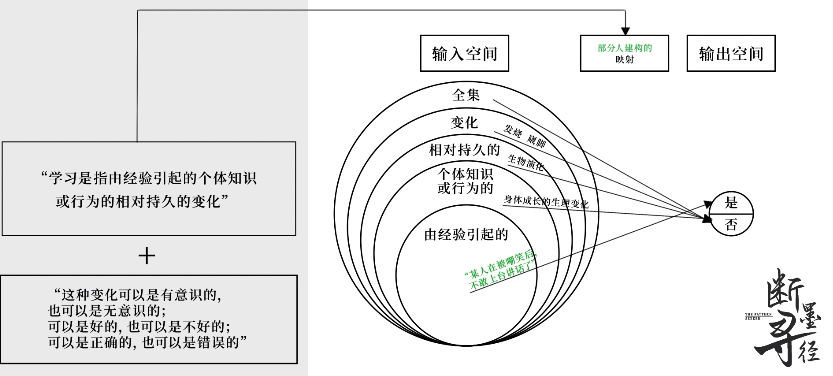 “学习是指由经验引起的个体知识
或行为的相对持久的变化”
+
“这种变化可以是有意识的,
也可以是无意识的;
可以是好的, 也可以是不好的;
可以是正确的, 也可以是错误的”
输入空间
部分人建构的
映射
输出空间
全集
变化
发烧 崴脚
相对持久的
生物演化
个体知识
或行为的
身体成长的生理变化
由经验引起的
“某人在被嘲笑后,
不敢上台讲话了”
是
否
断墨寻径